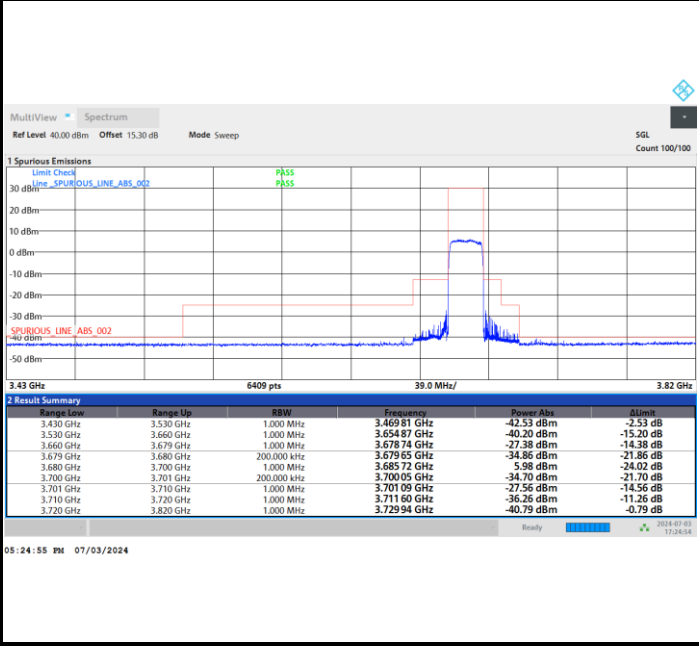 MultiView Spectrum
Ref Level 40.00 dBm Offset 15.30 dB Mode Sweep SGL
Count 100/100
1 Spurious Emissions
Limit Check PASS
Line _SPURIOUS_LINE_ABS_002 PASS
30 dBm
20 dBm
10 dBm
0 dBm
-10 dBm
-20 dBm
-30 dBm
_SPURIOUS_LINE_ABS_002
-40 dBm
-50 dBm
3.43 GHz 6409 pts 39.0 MHz/ 3.82 GHz
2 Result Summary
Range Low Range Up RBW Frequency Power Abs ΔLimit
3.430 GHz 3.530 GHz 1.000 MHz 3.469 81 GHz -42.53 dBm -2.53 dB
3.530 GHz 3.660 GHz 1.000 MHz 3.654 87 GHz -40.20 dBm -15.20 dB
3.660 GHz 3.679 GHz 1.000 MHz 3.678 74 GHz -27.38 dBm -14.38 dB
3.679 GHz 3.680 GHz 200.000 kHz 3.679 65 GHz -34.86 dBm -21.86 dB
3.680 GHz 3.700 GHz 1.000 MHz 3.685 72 GHz 5.98 dBm -24.02 dB
3.700 GHz 3.701 GHz 200.000 kHz 3.700 05 GHz -34.70 dBm -21.70 dB
3.701 GHz 3.710 GHz 1.000 MHz 3.701 09 GHz -27.56 dBm -14.56 dB
3.710 GHz 3.720 GHz 1.000 MHz 3.711 60 GHz -36.26 dBm -11.26 dB
3.720 GHz 3.820 GHz 1.000 MHz 3.729 94 GHz -40.79 dBm -0.79 dB
Ready 2024-07-03
17:24:54
05:24:55 PM 07/03/2024